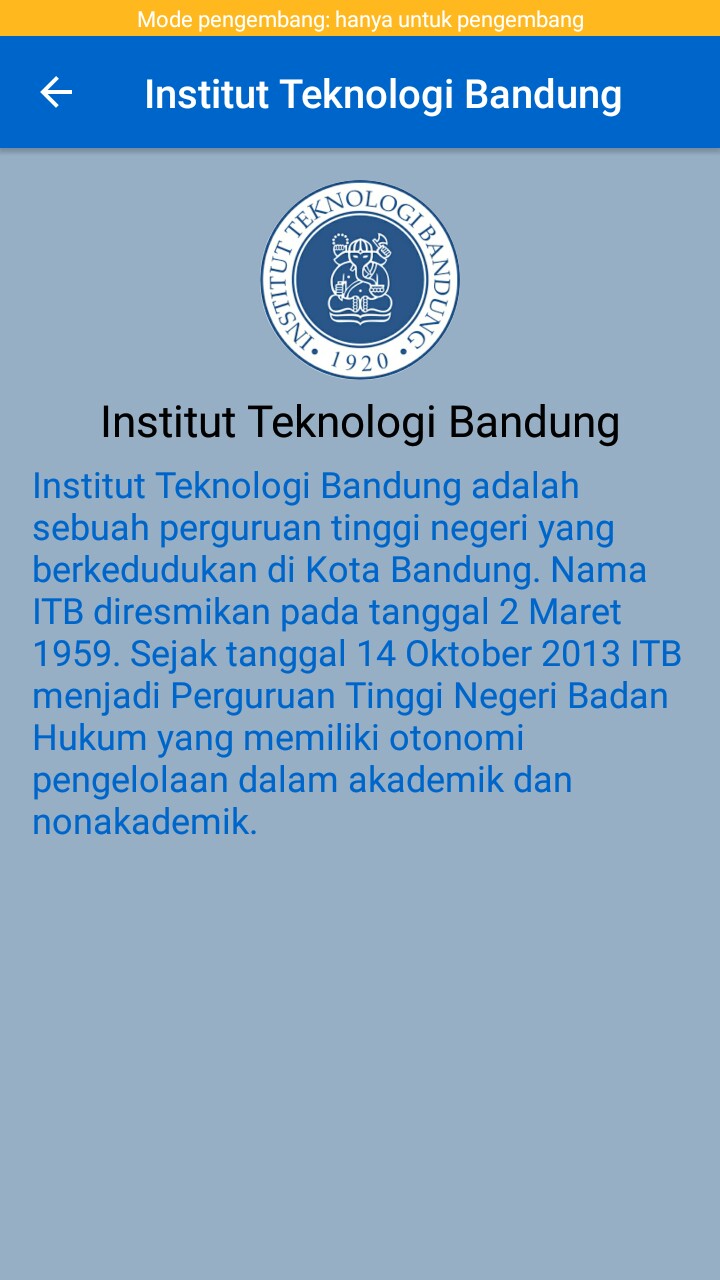 Mode pengembang: hanya untuk pengembang
Institut Teknologi Bandung
INSTITUT TEKNOLOGI BANDUNG
• 1920 •
Institut Teknologi Bandung
Institut Teknologi Bandung adalah
sebuah perguruan tinggi negeri yang
berkedudukan di Kota Bandung. Nama
ITB diresmikan pada tanggal 2 Maret
1959. Sejak tanggal 14 Oktober 2013 ITB
menjadi Perguruan Tinggi Negeri Badan
Hukum yang memiliki otonomi
pengelolaan dalam akademik dan
nonakademik.